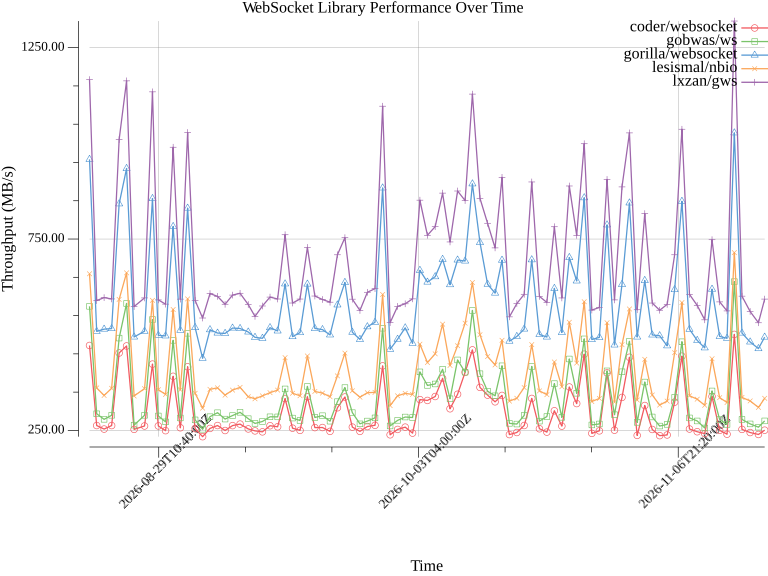 WebSocket Library Performance Over Time
coder/websocket
gobwas/ws
gorilla/websocket
lesismal/nbio
lxzan/gws
Throughput (MB/s)
1250.00
750.00
250.00
2026-08-29T10:40:00Z
2026-10-03T04:00:00Z
2026-11-06T21:20:00Z
Time